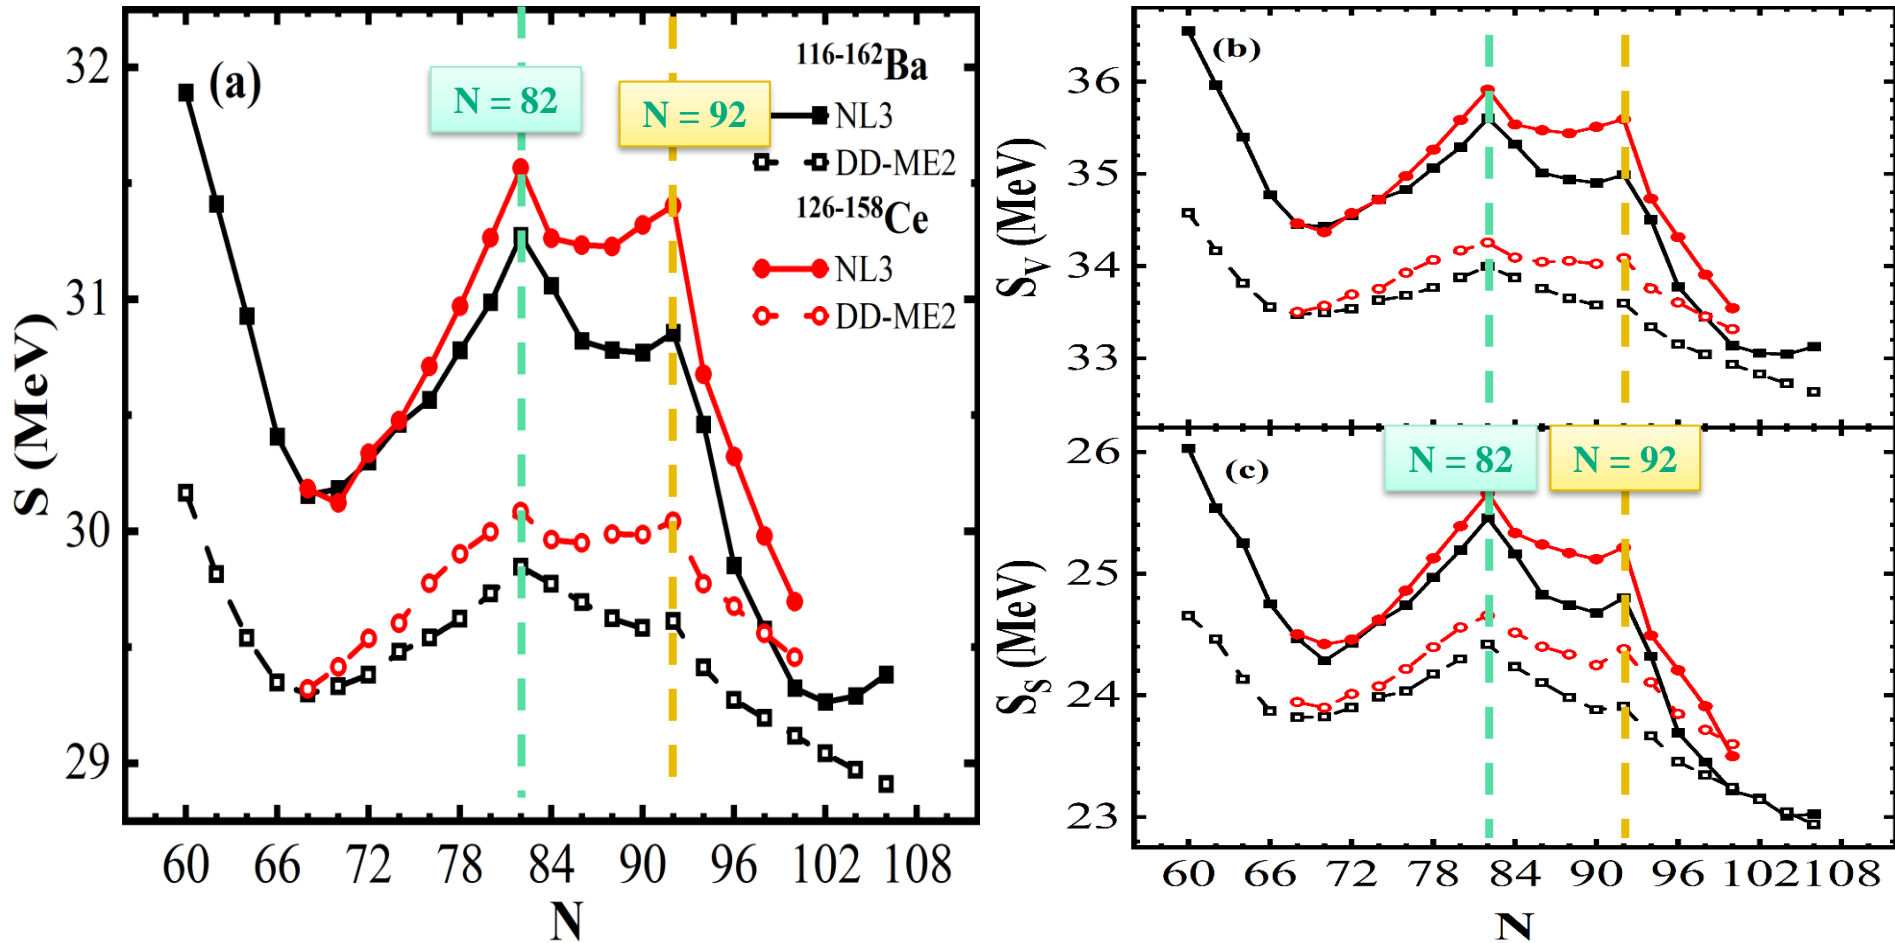 (a)
N = 82
N = 92
116-162Ba
NL3
DD-ME2
126-158Ce
NL3
DD-ME2
S (MeV)
32
31
30
29
60 66 72 78 84 90 96 102 108
N
(b)
SV (MeV)
36
35
34
33
(c)
N = 82
N = 92
SS (MeV)
26
25
24
23
60 66 72 78 84 90 96 102 108
N